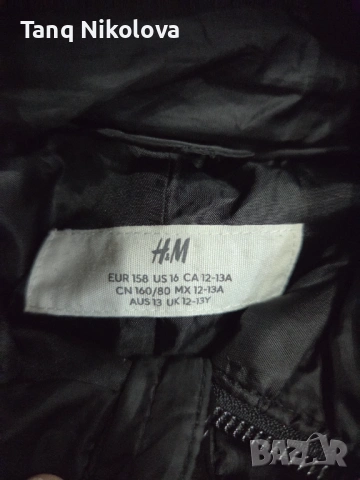 Tanq Nikolova
H&M
EUR 158 US 16 CA 12-13A
CN 160/80 MX 12-13A
AUS 13 UK 12-13Y
BAZAR